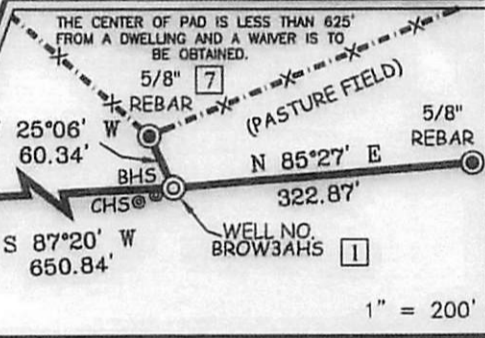 THE CENTER OF PAD IS LESS THAN 625'
FROM A DWELLING AND A WAIVER IS TO
BE OBTAINED.
5/8" 7
REBAR
(PASTURE FIELD)
5/8"
REBAR
25°06' W
60.34'
N 85°27' E
322.87'
BHS
CHS
S 87°20' W
650.84'
WELL NO.
BROW3AHS 1
1" = 200'